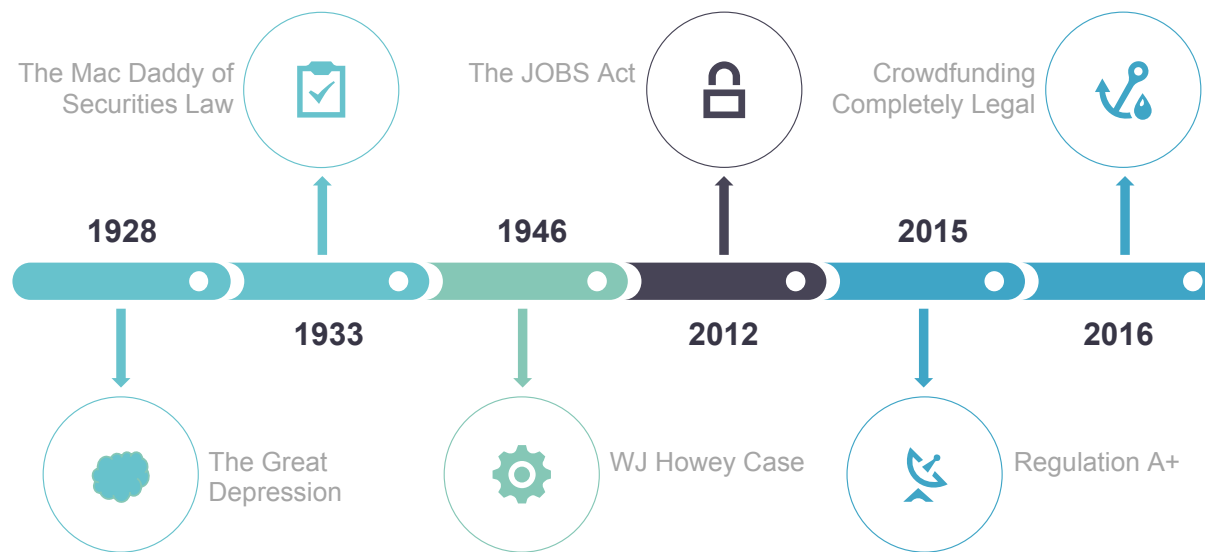 The Mac Daddy of
Securities Law
The JOBS Act
Crowdfunding
Completely Legal
1928
1946
2015
1933
2012
2016
The Great
Depression
WJ Howey Case
Regulation A+